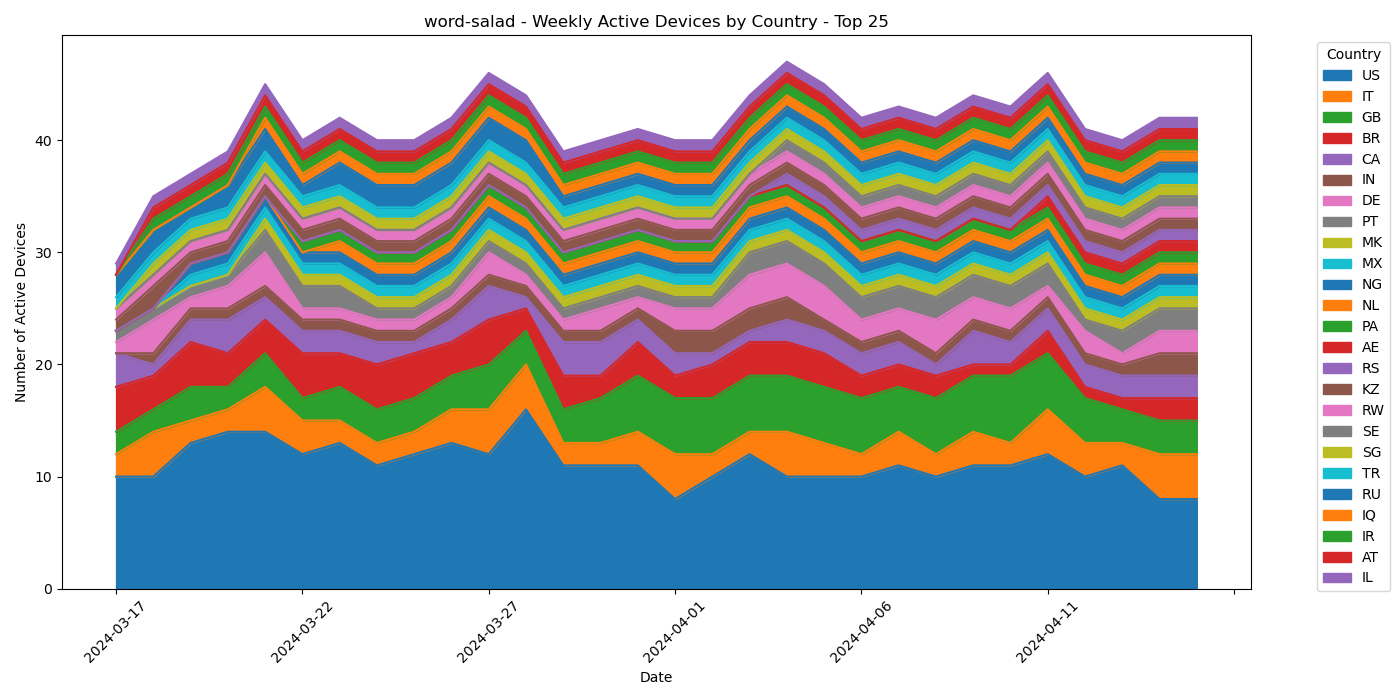 word-salad - Weekly Active Devices by Country - Top 25
Number of Active Devices
40
30
20
10
0
2024-03-17
2024-03-22
2024-03-27
2024-04-01
2024-04-06
2024-04-11
Date
Country
US
IT
GB
BR
CA
IN
DE
PT
MK
MX
NG
NL
PA
AE
RS
KZ
RW
SE
SG
TR
RU
IQ
IR
AT
IL